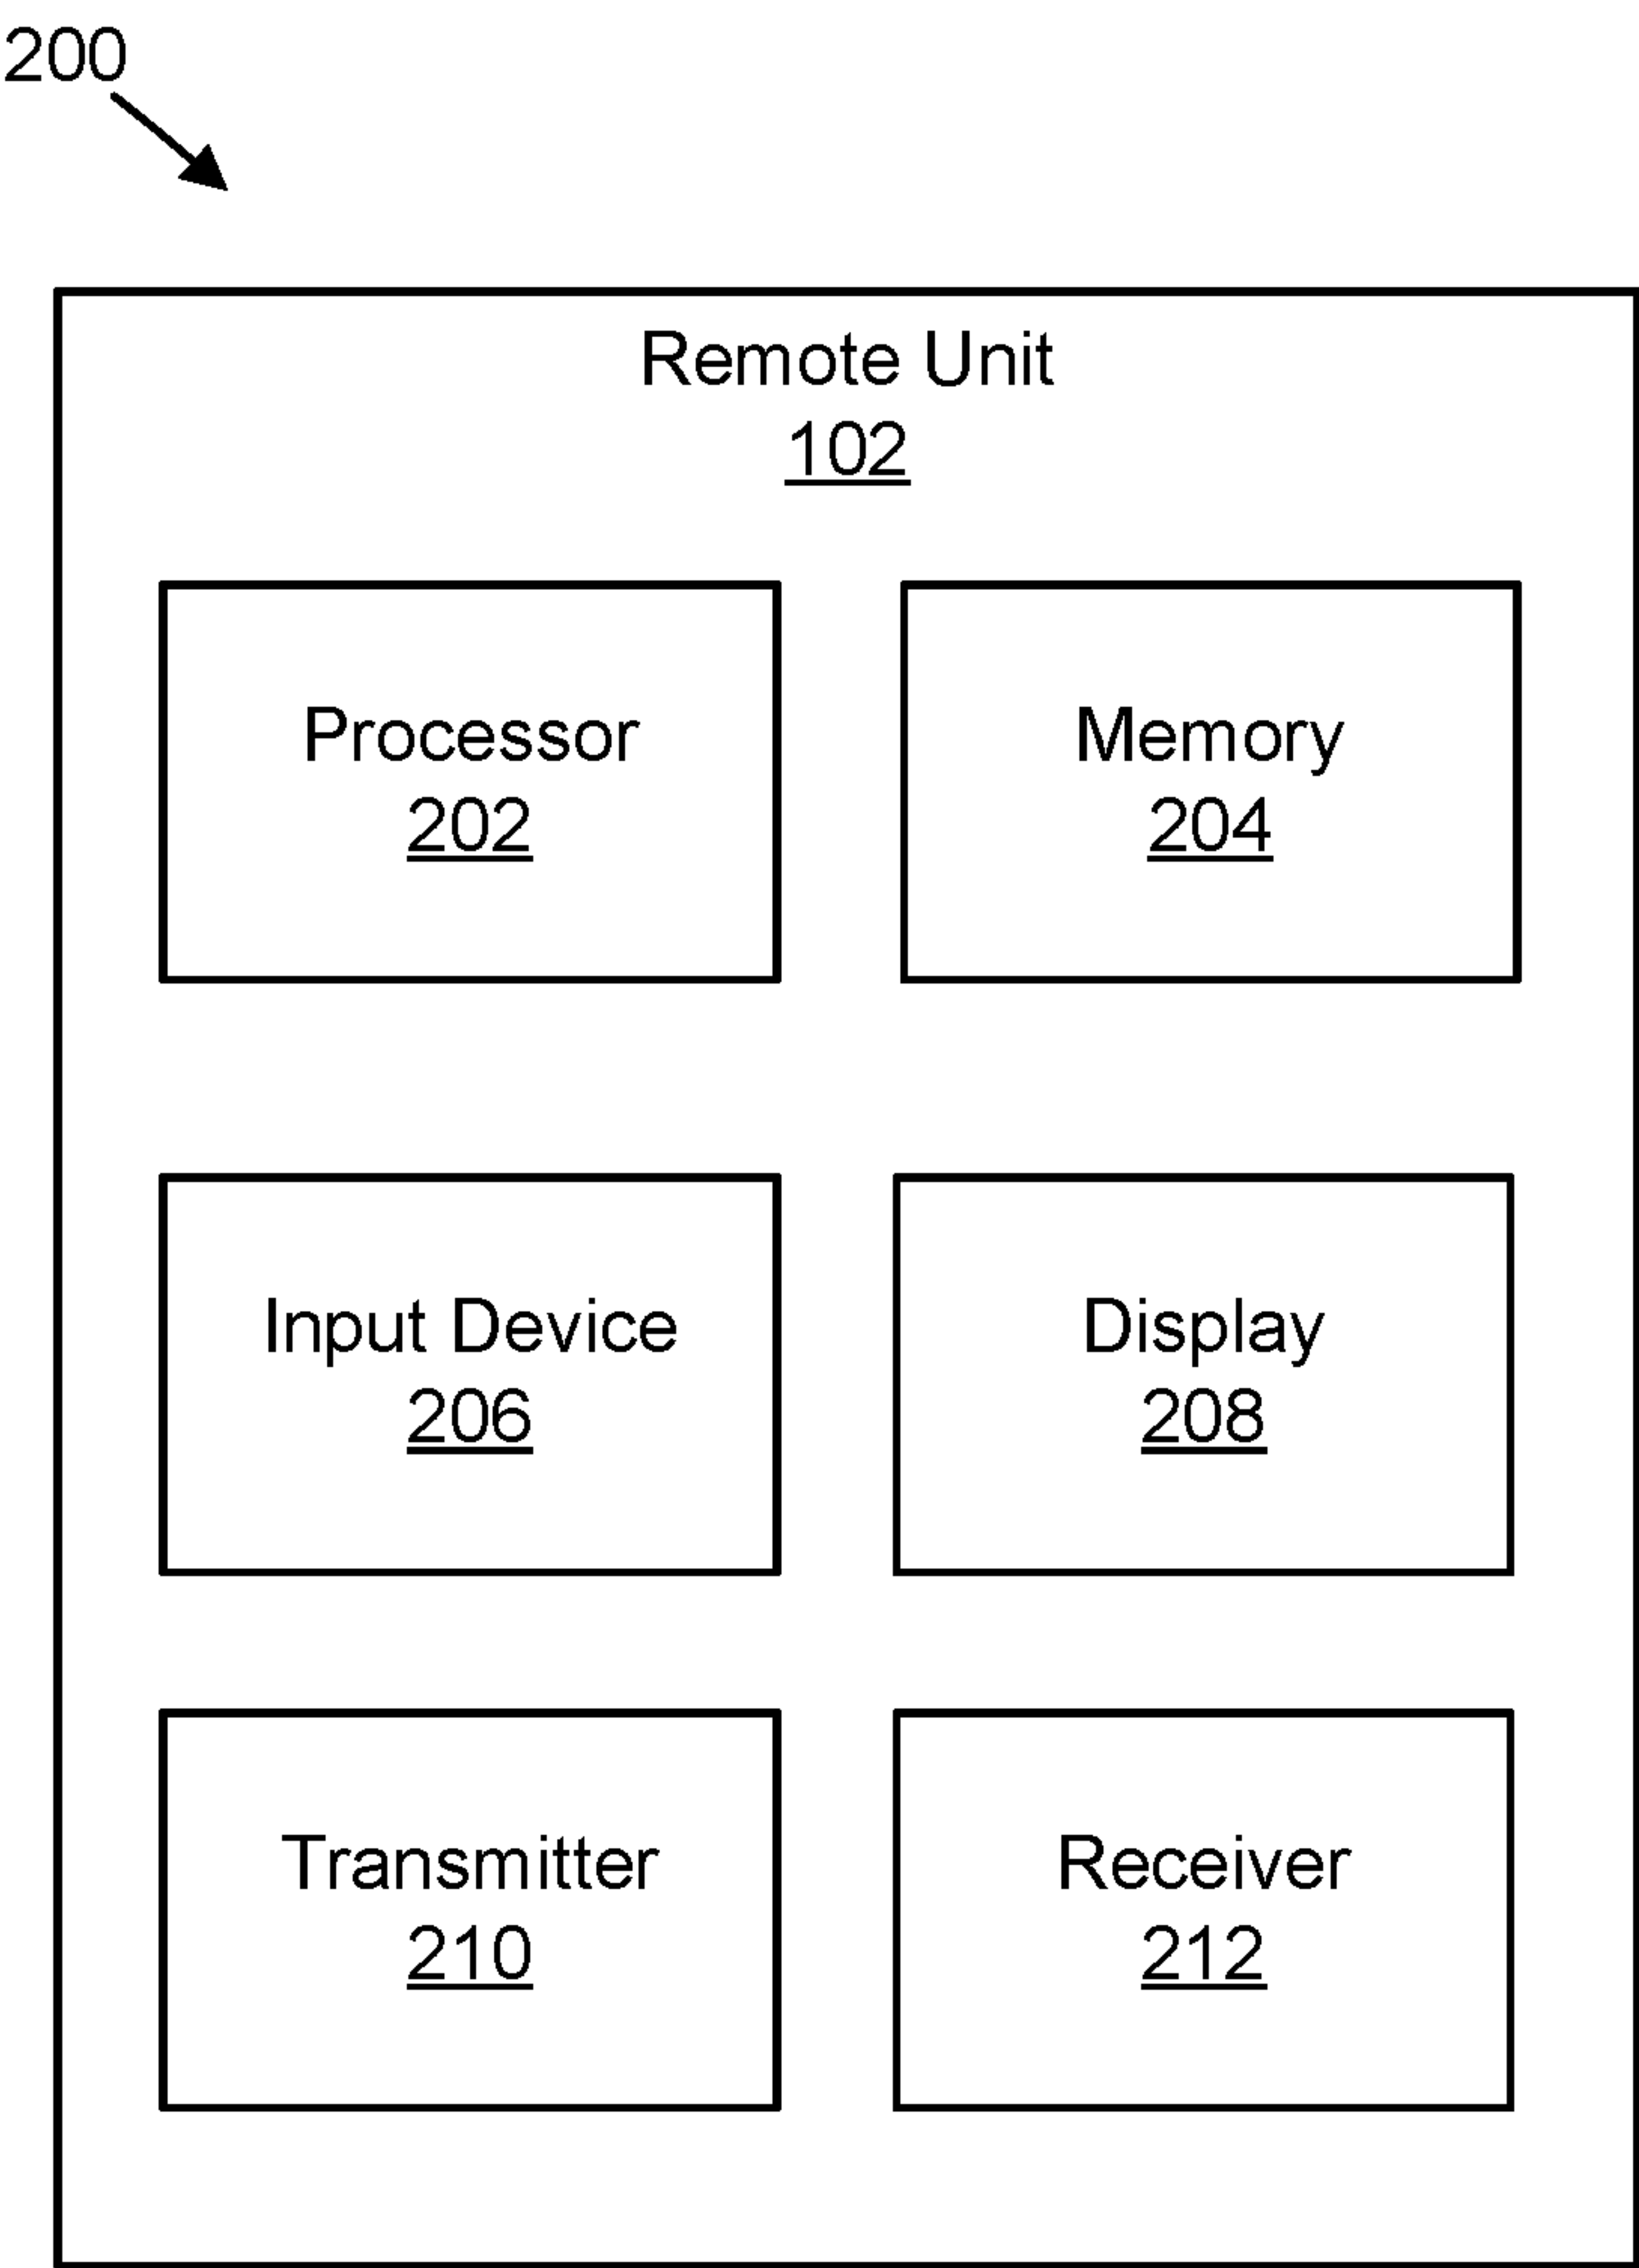 200
Remote Unit
102
Processor
202
Memory
204
Input Device
206
Display
208
Transmitter
210
Receiver
212